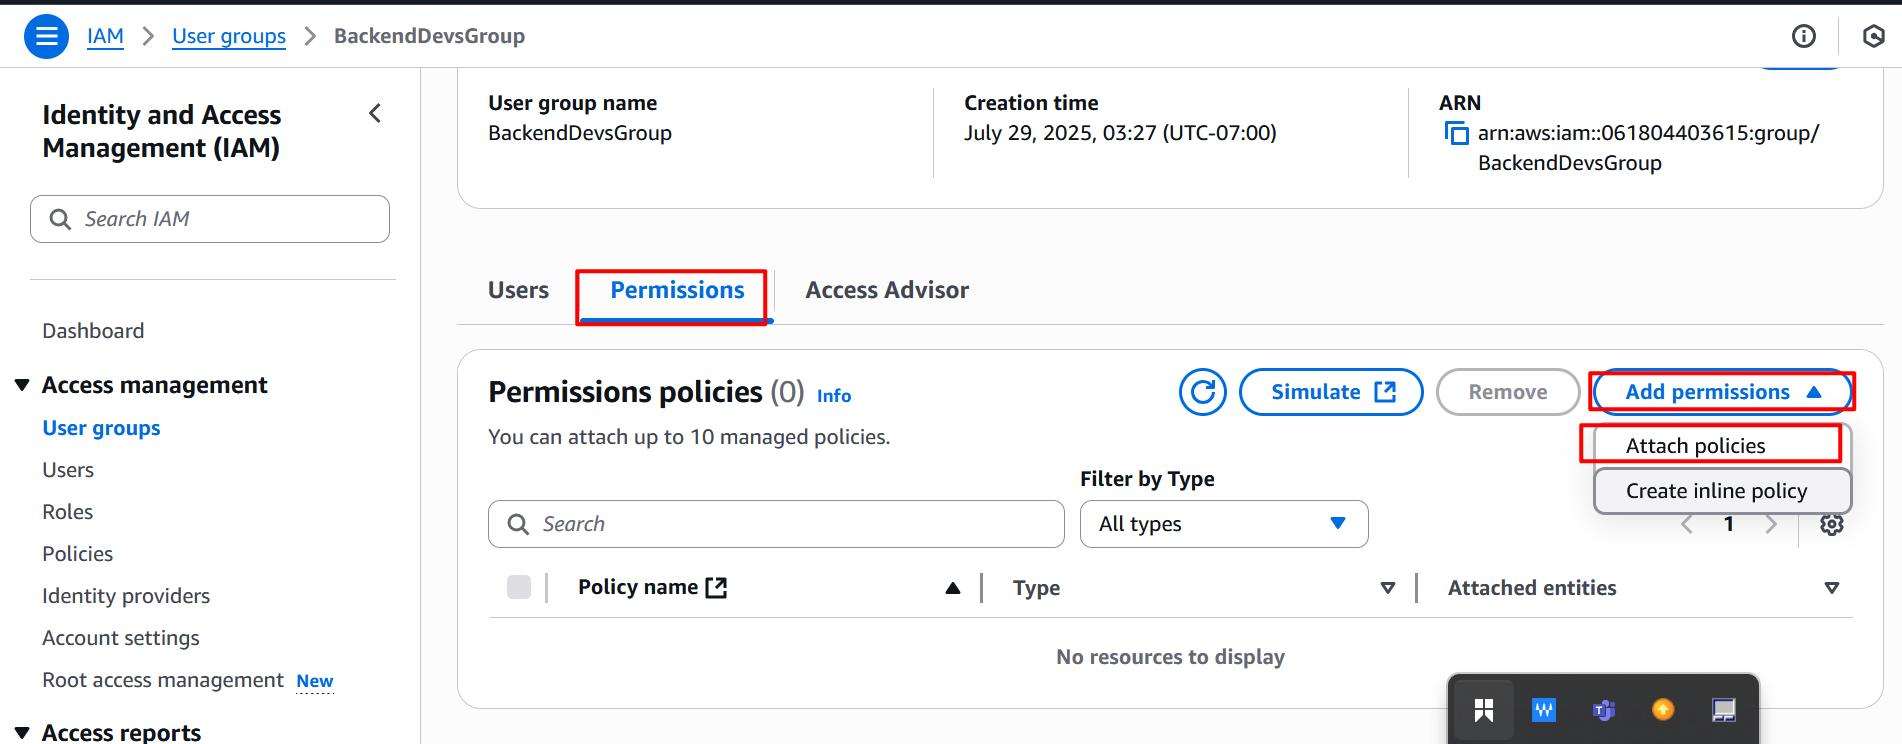 IAM > User groups > BackendDevsGroup
Identity and Access
Management (IAM)
Search IAM
Dashboard
Access management
User groups
Users
Roles
Policies
Identity providers
Account settings
Root access management New
Access reports
User group name
BackendDevsGroup
Creation time
July 29, 2025, 03:27 (UTC-07:00)
ARN
arn:aws:iam::061804403615:group/
BackendDevsGroup
Users
Permissions
Access Advisor
Permissions policies (0) Info
You can attach up to 10 managed policies.
Simulate
Remove
Add permissions
Attach policies
Create inline policy
Filter by Type
Search
All types
1
Policy name
Type
Attached entities
No resources to display